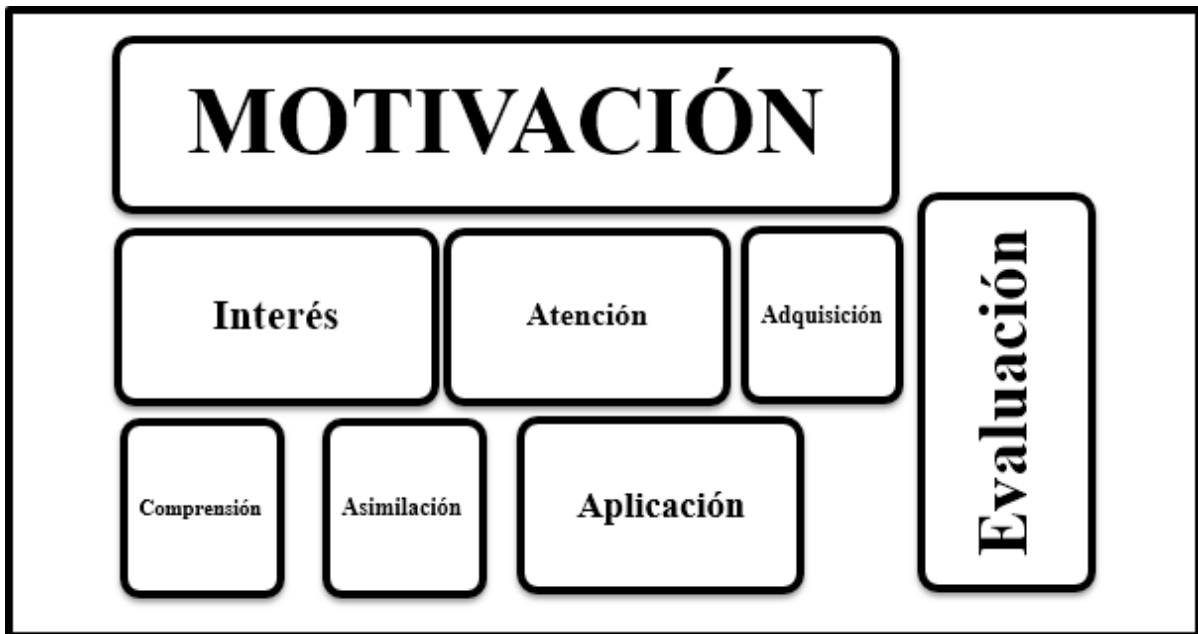 MOTIVACIÓN
Interés
Atención
Adquisición
Comprensión
Asimilación
Aplicación
Evaluación